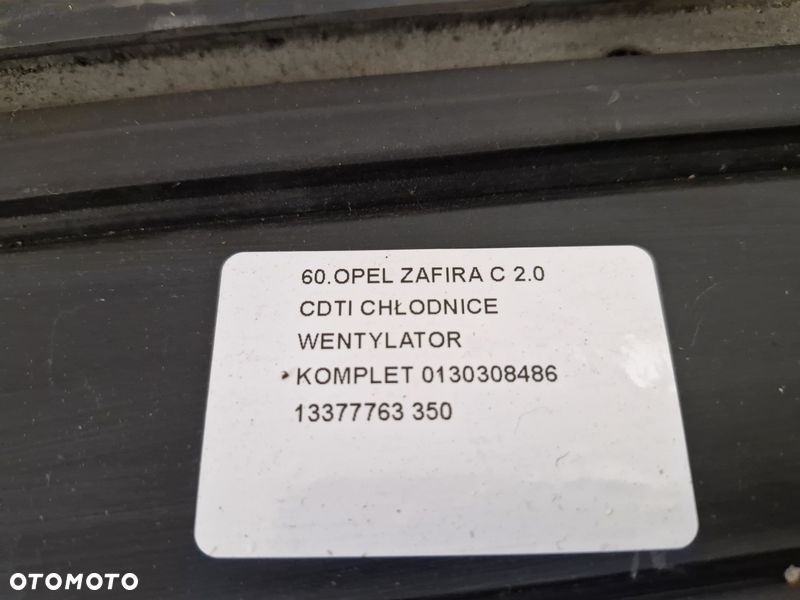 60.OPEL ZAFIRA C 2.0
CDTI CHŁODNICE
WENTYLATOR
KOMPLET 0130308486
13377763 350
OTOMOTO